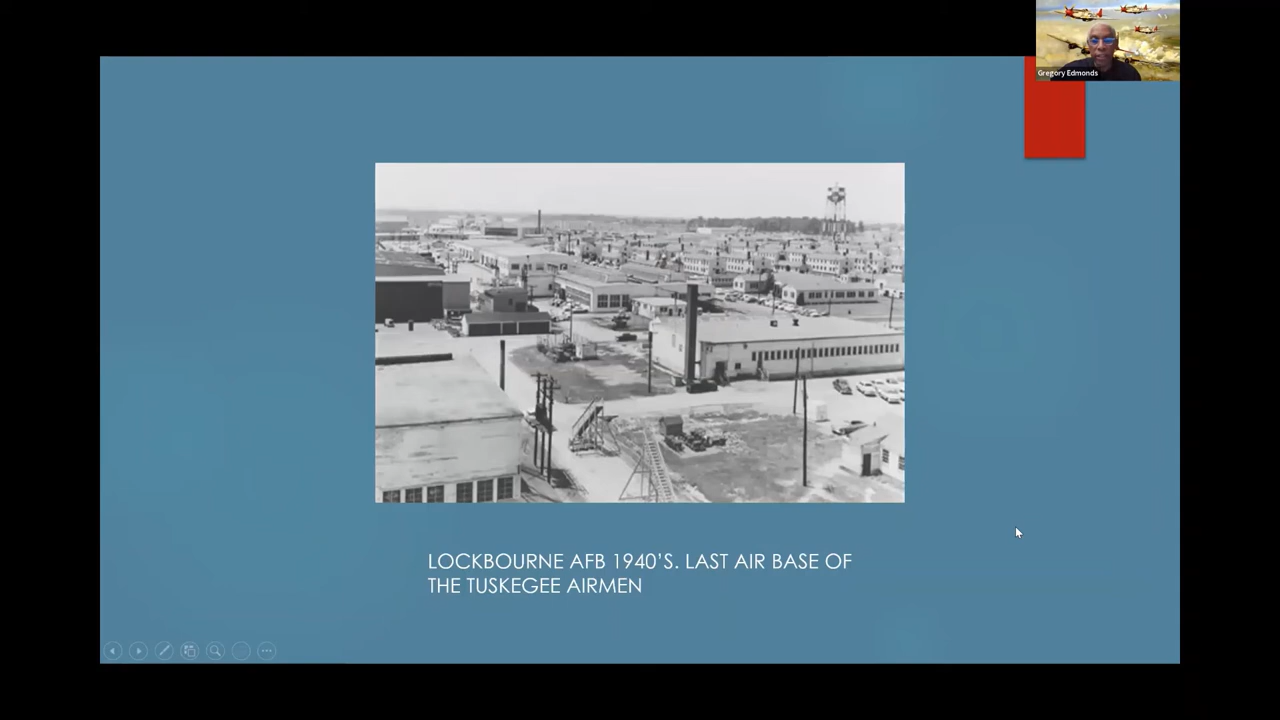 Gregory Edmonds
LOCKBOURNE AFB 1940'S. LAST AIR BASE OF
THE TUSKEGEE AIRMEN